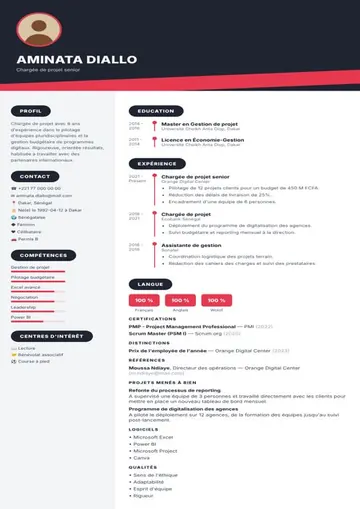 AMINATA DIALLO
Chargée de projet senior
PROFIL
Chargée de projet avec 8 ans
d'expérience dans le pilotage
d'équipes pluridisciplinaires et la
gestion budgétaire de programmes
digitaux. Rigoureuse, orientée résultats,
habituée à travailler avec des
partenaires internationaux.
CONTACT
+221 77 000 00 00
Dakar, Sénégal
Sénégalaise
Féminin
Célibataire
Permis B
COMPÉTENCES
Gestion de projet
Pilotage budgétaire
Excel avancé
Négociation
Leadership
Power BI
CENTRES D'INTÉRÊT
Lecture
Bénévolat associatif
Course à pied
EDUCATION
Master en Gestion de projet
Université Cheikh Anta Diop, Dakar
Licence en Économie-Gestion
Université Cheikh Anta Diop, Dakar
EXPÉRIENCE
2021 -
Present
Chargée de projet senior
Orange Digital Center
• Pilotage de 12 projets clients pour un budget de 450 M FCFA.
• Réduction des délais de livraison de 25%.
• Encadrement d'une équipe de 6 personnes.
Chargée de projet
Ecobank Sénégal
• Déploiement du programme de digitalisation des agences.
• Suivi budgétaire et reporting mensuel à la direction.
Assistante de gestion
Sonatel
• Coordination logistique des projets terrain.
• Rédaction des cahiers des charges et suivi des prestataires.
LANGUE
100 %
100 %
100 %
Français
Anglais
Wolof
CERTIFICATIONS
PMP - Project Management Professional — PMI (2022)
Scrum Master (PSM I) — Scrum.org (2023)
DISTINCTIONS
Prix de l'employée de l'année — Orange Digital Center (2023)
RÉFÉRENCES
Moussa Ndiaye, Directeur des opérations — Orange Digital Center
PROJETS MENÉS À BIEN
Refonte du processus de reporting
A supervisé une équipe de 3 personnes et travaillé directement avec les clients pour
mettre en place un nouveau tableau de bord mensuel.
Programme de digitalisation des agences
A piloté le déploiement sur 12 agences, de la formation des équipes jusqu'au suivi
post-lancement.
LOGICIELS
• Microsoft Excel
• Power BI
• Microsoft Project
• Canva
QUALITÉS
• Sens de l'éthique
• Adaptabilité
• Esprit d'équipe
• Rigueur